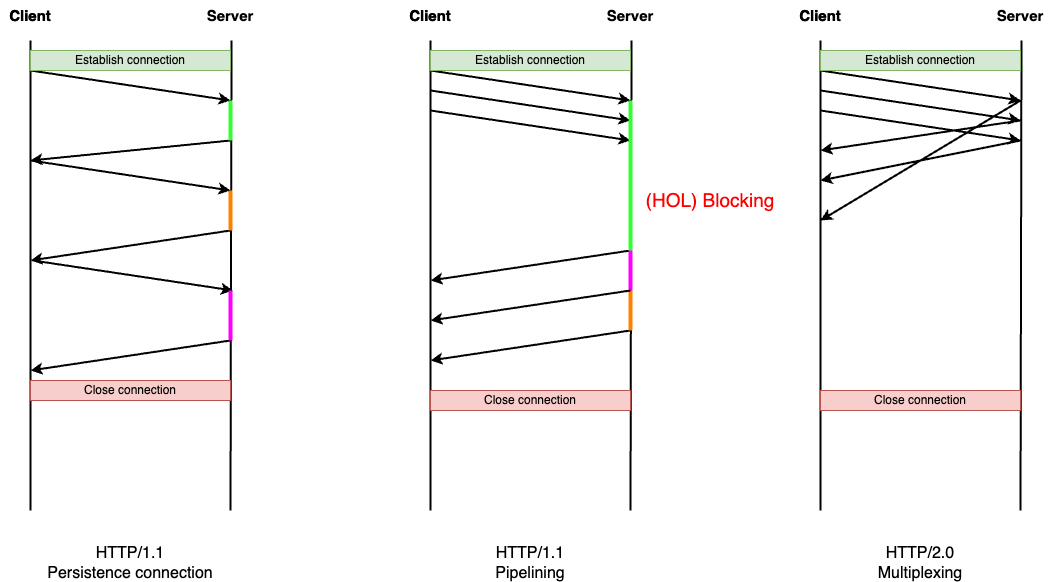 Client
Server
Establish connection
Close connection
HTTP/1.1
Persistence connection
Client
Server
Establish connection
(HOL) Blocking
Close connection
HTTP/1.1
Pipelining
Client
Server
Establish connection
Close connection
HTTP/2.0
Multiplexing